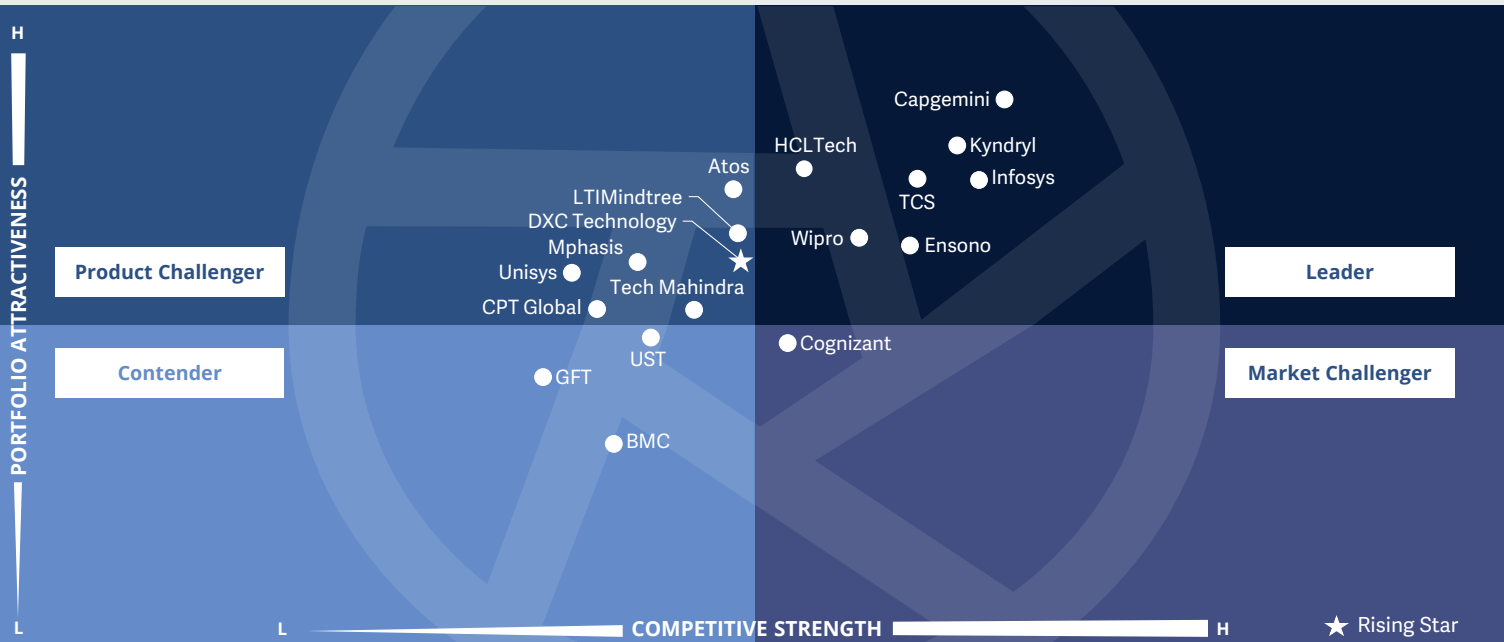 H
Capgemini
HCLTech
Kyndryl
Atos
Infosys
LTIMindtree
TCS
DXC Technology
Wipro
Ensono
Mphasis
Unisys
Product Challenger
Leader
Tech Mahindra
CPT Global
PORTFOLIO ATTRACTIVENESS
Cognizant
UST
Contender
GFT
Market Challenger
BMC
L
L
COMPETITIVE STRENGTH
H
Rising Star